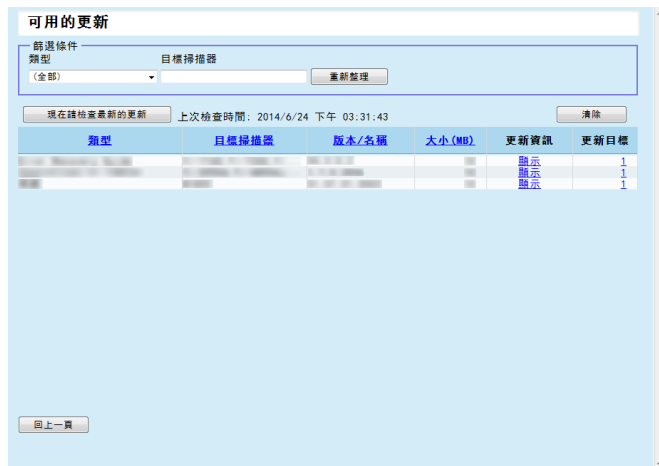 可用的更新
篩選條件
類型 目標掃描器
(全部) 重新整理
現在請檢查最新的更新 上次檢查時間: 2014/6/24 下午 03:31:43 清除
類型 目標掃描器 版本/名稱 大小(MB) 更新資訊 更新目標
顯示 1
顯示 1
顯示 1
回上一頁